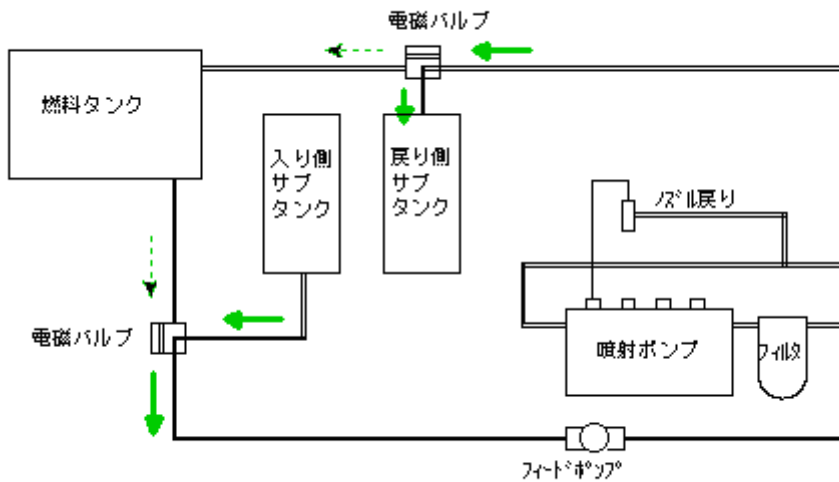 電磁バルブ
燃料タンク
入り側
サブ
タンク
戻り側
サブ
タンク
ﾉｽﾞﾙ戻り
電磁バルブ
噴射ポンプ
ﾌｨﾙﾀ
ﾌｨｰﾄﾞﾎﾟﾝﾌﾟ